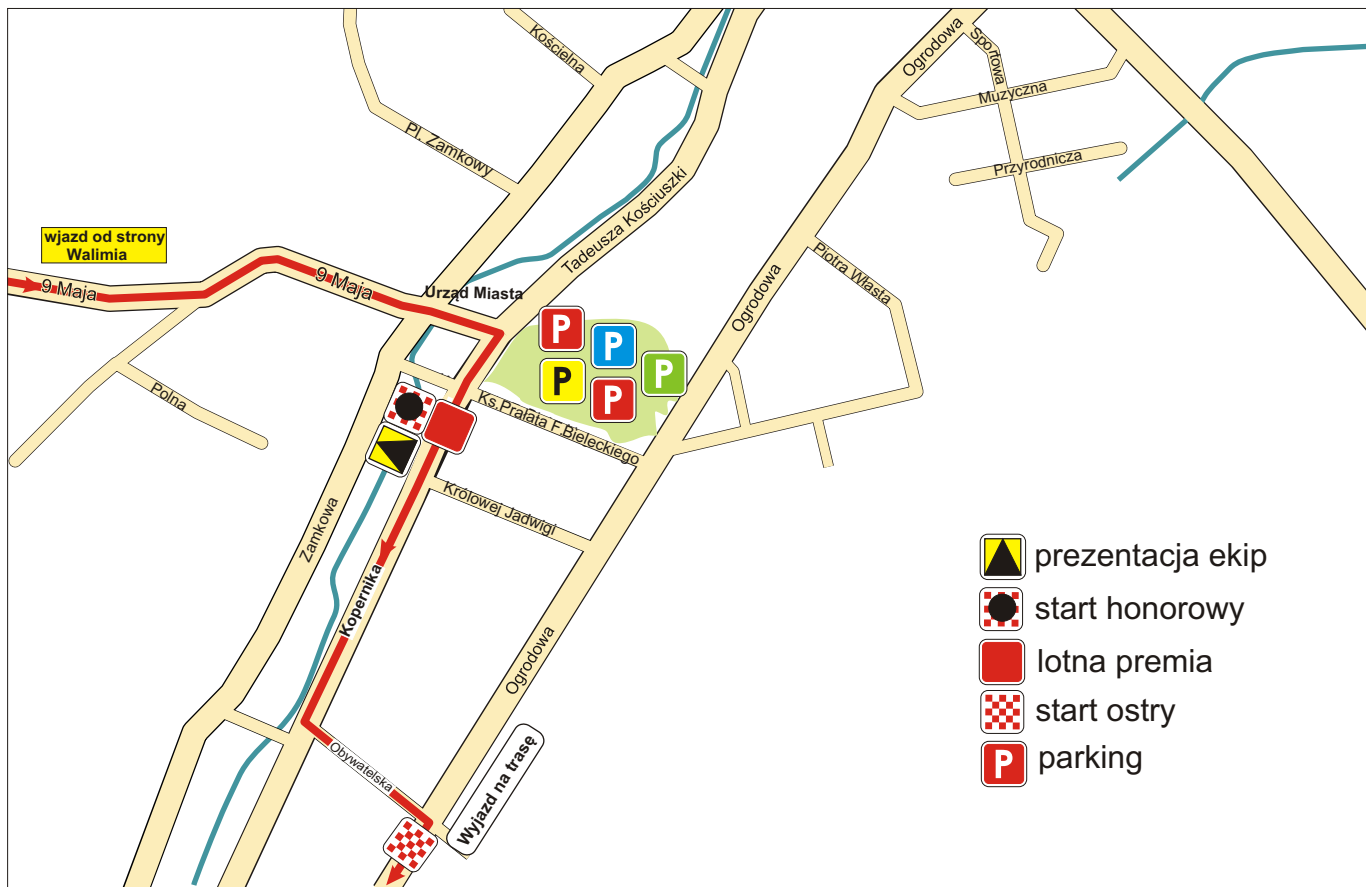 Kościelna
Ogrodowa
Sportowa
Muzyczna
Pl. Zamkowy
Przyrodnicza
Tadeusza Kościuszki
wjazd od strony
Walimia
9 Maja
9 Maja
Urząd Miasta
Ogrodowa
Piotra Własta
P
P
P
P
P
Polna
Ks.Prałata F.Bieleckiego
Królowej Jadwigi
Zamkowa
Kopernika
Ogrodowa
Obywatelska
Wyjazd na trasę
prezentacja ekip
start honorowy
lotna premia
start ostry
P parking